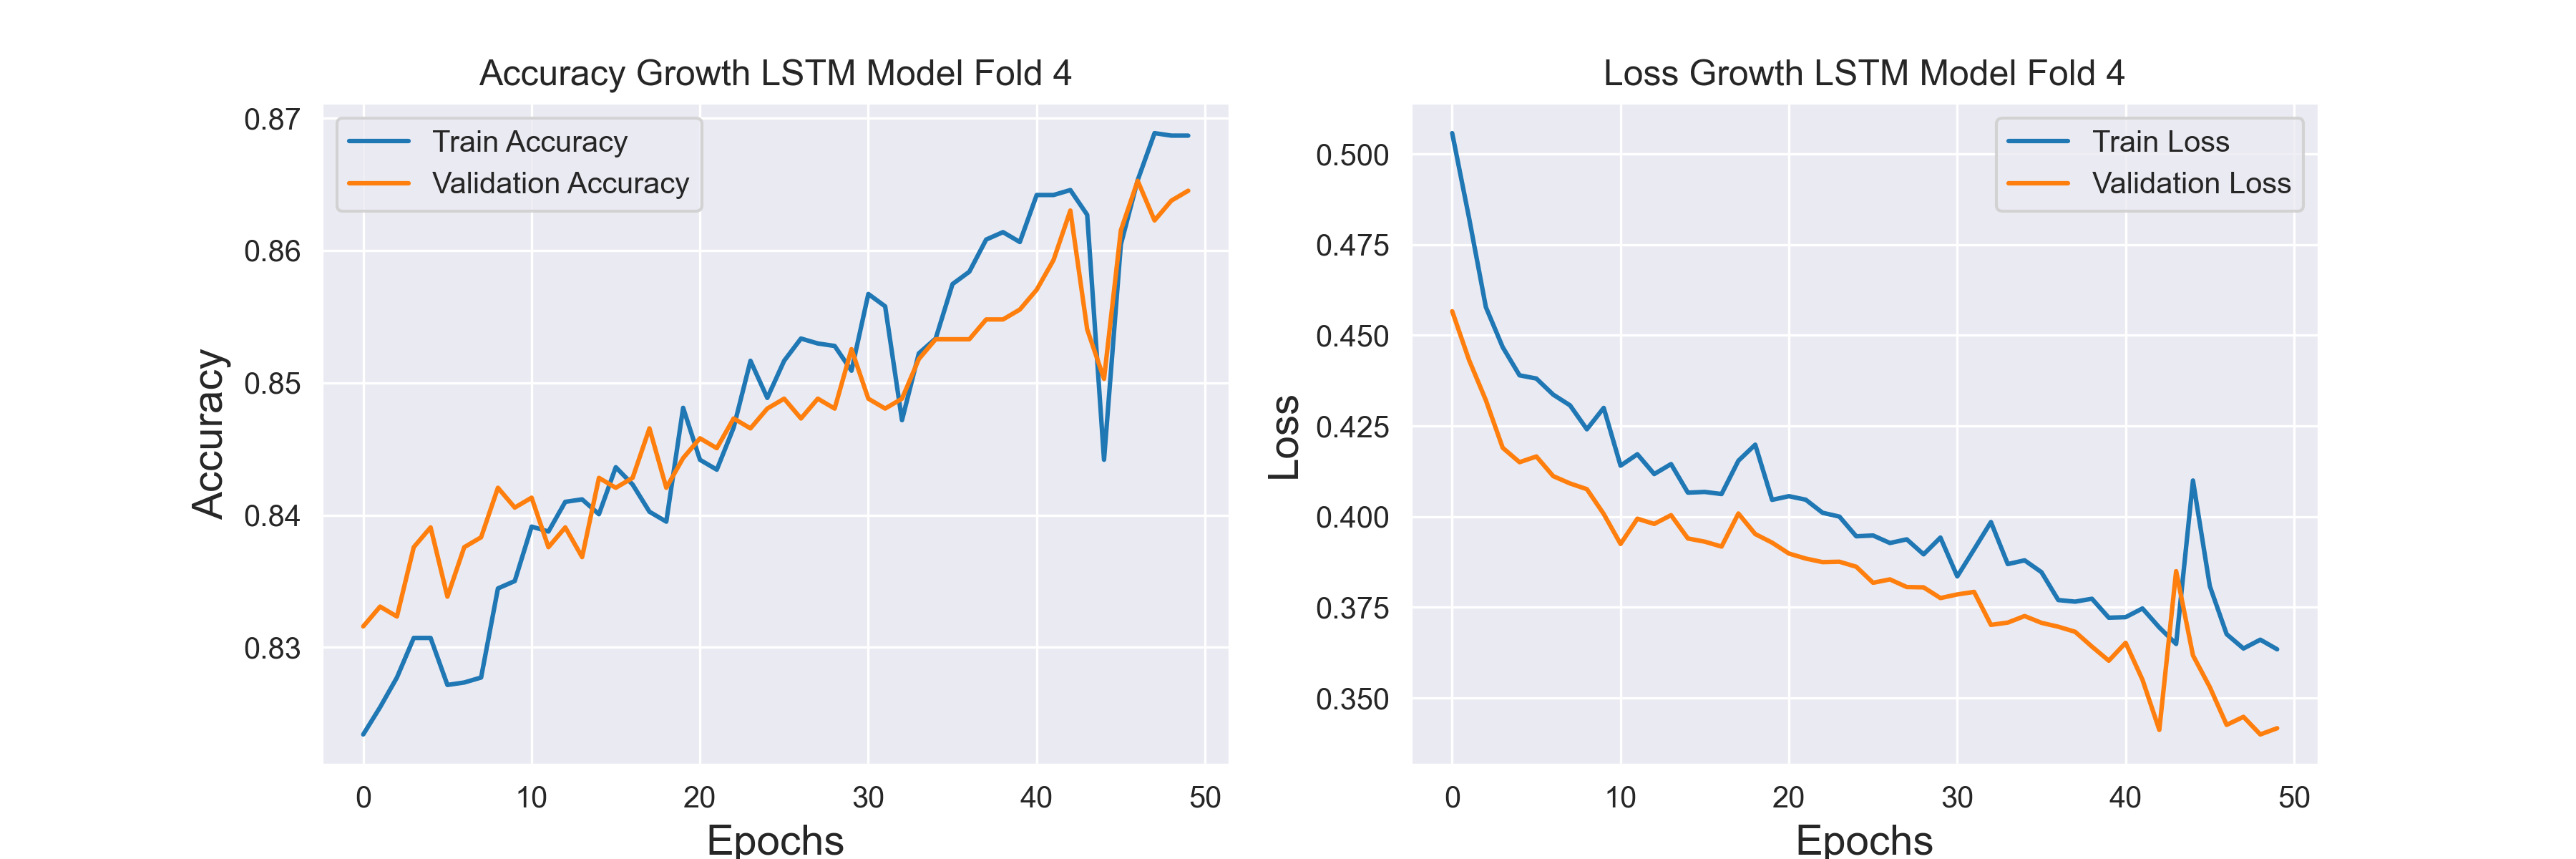 Accuracy Growth LSTM Model Fold 4
0.87
0.86
0.85
0.84
0.83
Accuracy
Train Accuracy
Validation Accuracy
0 10 20 30 40 50
Epochs
Loss Growth LSTM Model Fold 4
0.500
0.475
0.450
0.425
0.400
0.375
0.350
Loss
Train Loss
Validation Loss
0 10 20 30 40 50
Epochs